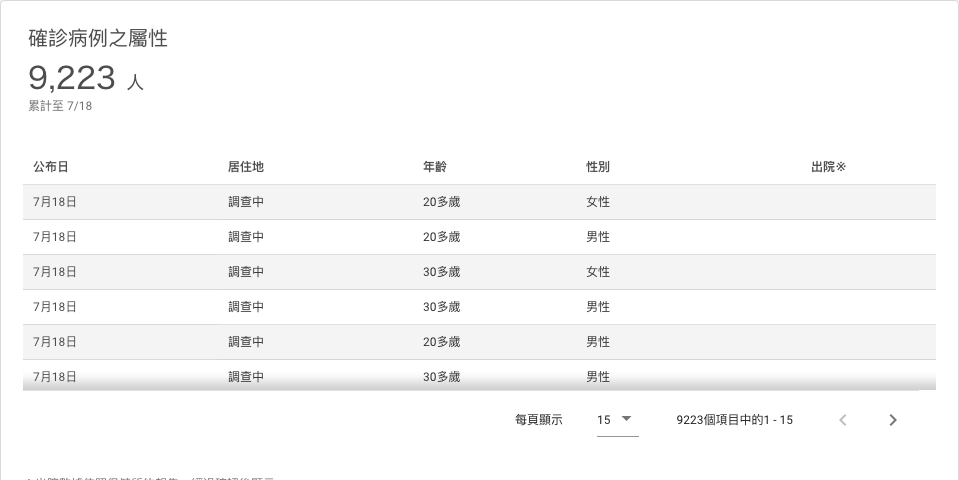 確診病例之屬性
9,223 人
累計至 7/18
公布日 居住地 年齡 性別 出院※
7月18日 調查中 20多歲 女性
7月18日 調查中 20多歲 男性
7月18日 調查中 30多歲 女性
7月18日 調查中 30多歲 男性
7月18日 調查中 20多歲 男性
7月18日 調查中 30多歲 男性
每頁顯示 15 9223個項目中的1 - 15